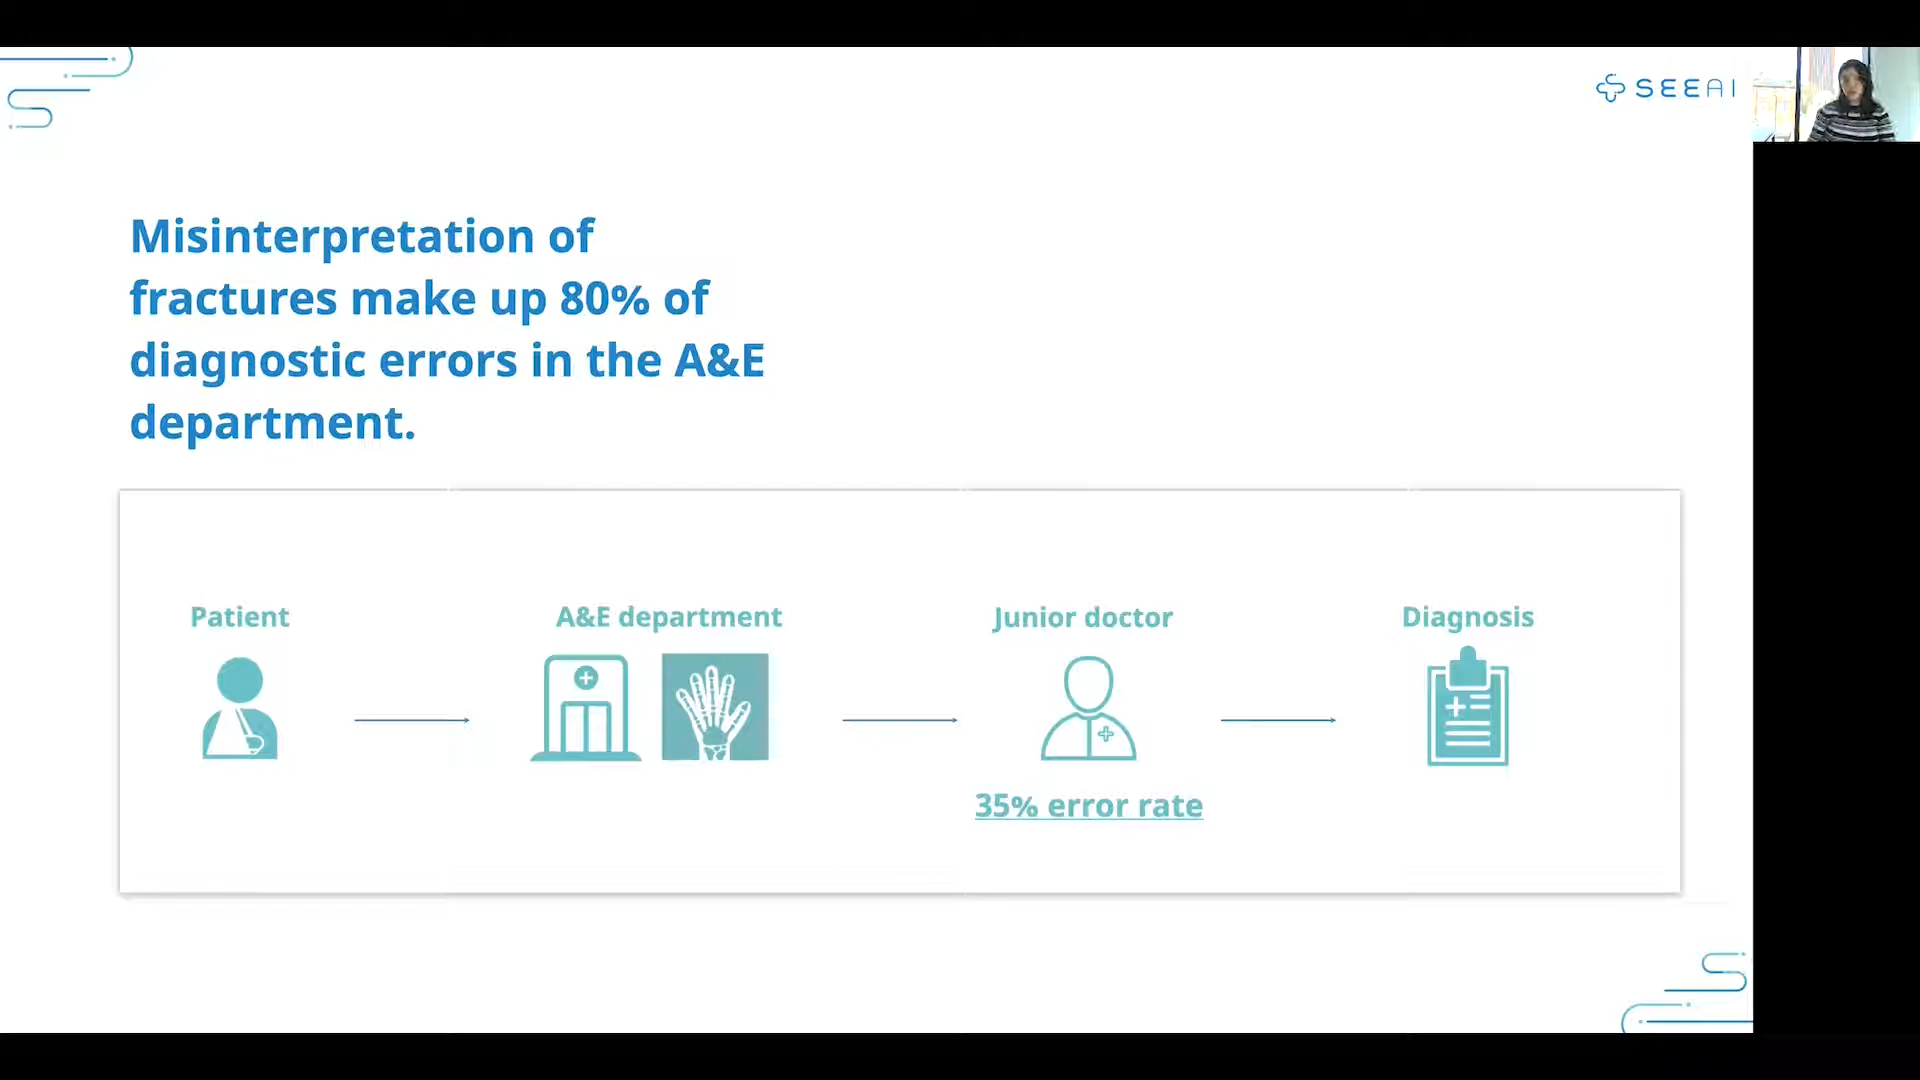 SEEAI
Misinterpretation of
fractures make up 80% of
diagnostic errors in the A&E
department.
Patient
A&E department
Junior doctor
Diagnosis
35% error rate